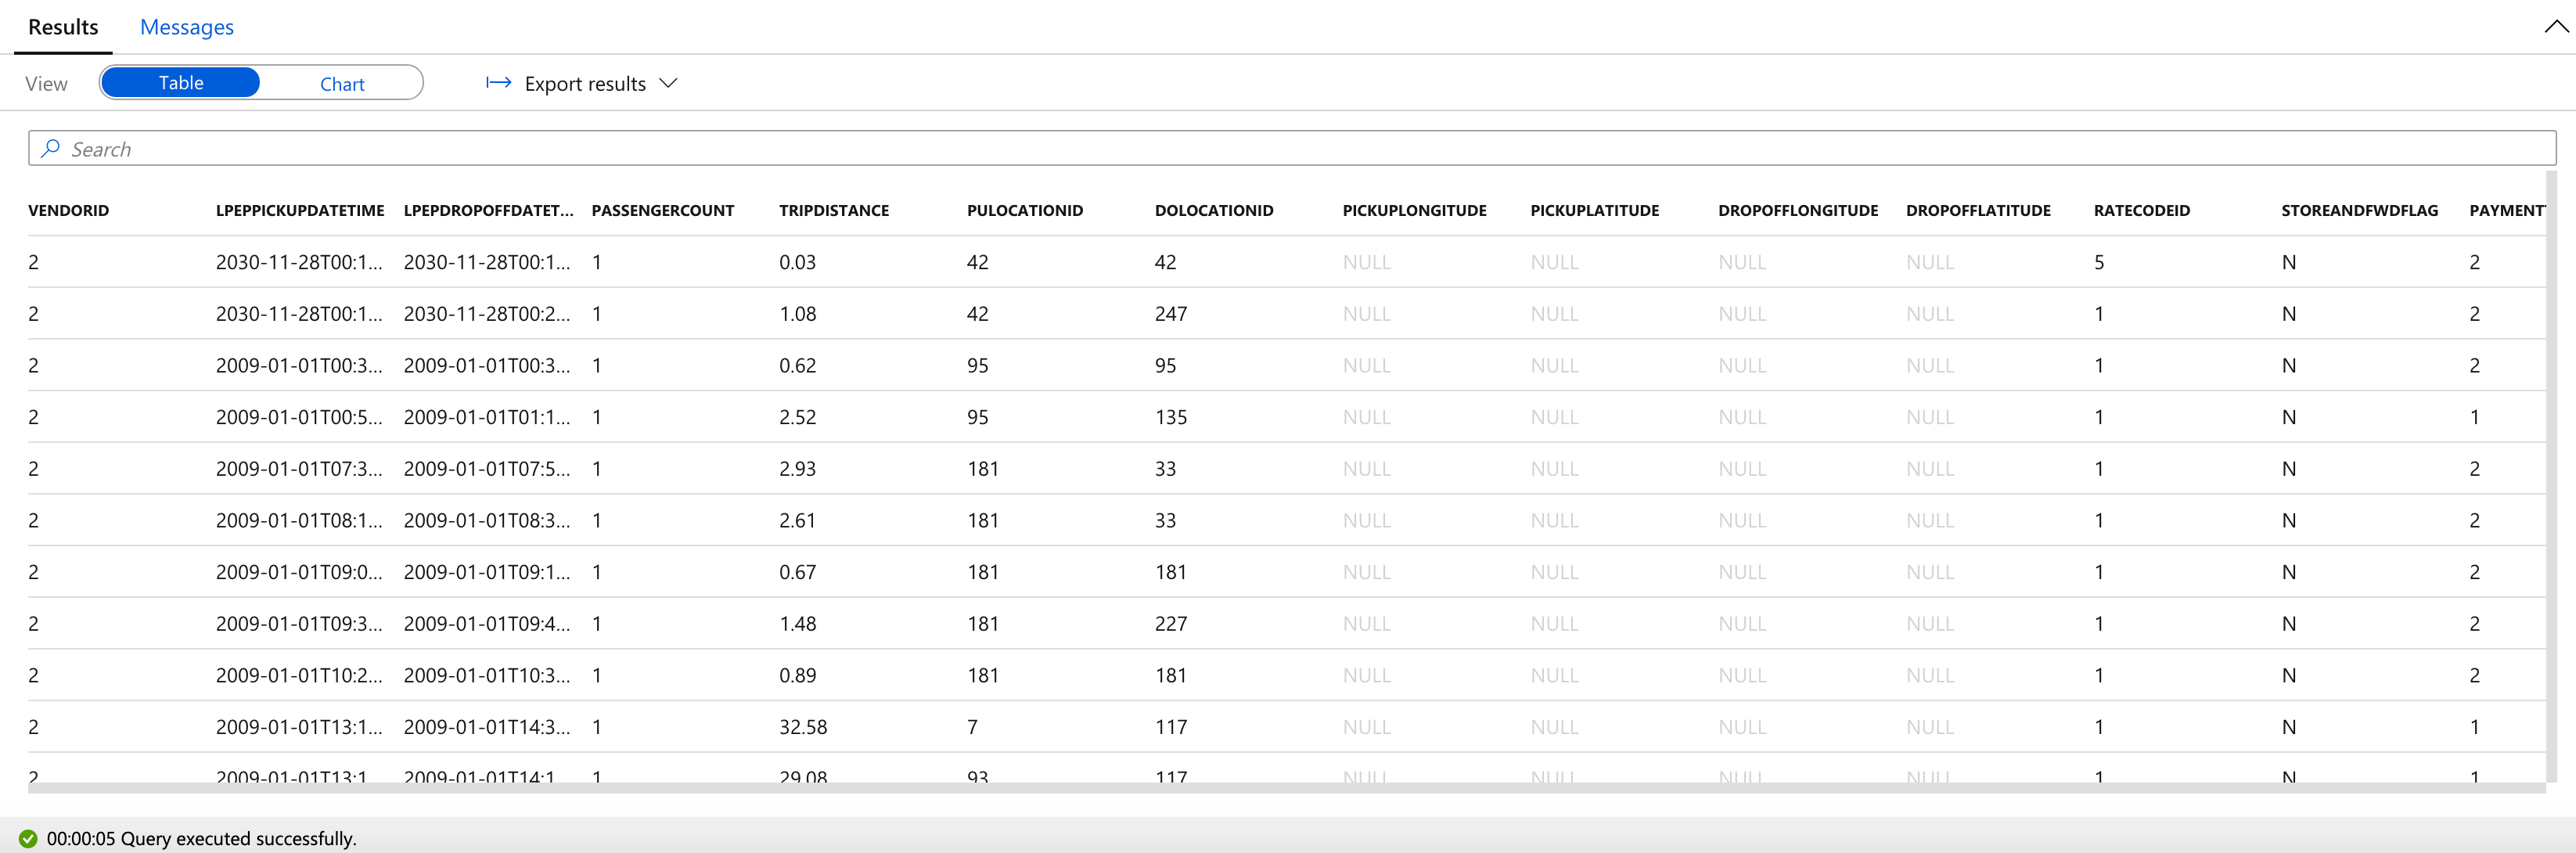 Results Messages
View Table Chart Export results
Search
VENDORID LPEPPICKUPDATETIME LPEPDROPOFFDATET... PASSENGERCOUNT TRIPDISTANCE PULOCATIONID DOLOCATIONID PICKUPLONGITUDE PICKUPLATITUDE DROPOFFLONGITUDE DROPOFFLATITUDE RATECODEID STOREANDFWDFLAG PAYMENT
2 2030-11-28T00:1... 2030-11-28T00:1... 1 0.03 42 42 NULL NULL NULL NULL 5 N 2
2 2030-11-28T00:1... 2030-11-28T00:2... 1 1.08 42 247 NULL NULL NULL NULL 1 N 2
2 2009-01-01T00:3... 2009-01-01T00:3... 1 0.62 95 95 NULL NULL NULL NULL 1 N 2
2 2009-01-01T00:5... 2009-01-01T01:1... 1 2.52 95 135 NULL NULL NULL NULL 1 N 1
2 2009-01-01T07:3... 2009-01-01T07:5... 1 2.93 181 33 NULL NULL NULL NULL 1 N 2
2 2009-01-01T08:1... 2009-01-01T08:3... 1 2.61 181 33 NULL NULL NULL NULL 1 N 2
2 2009-01-01T09:0... 2009-01-01T09:1... 1 0.67 181 181 NULL NULL NULL NULL 1 N 2
2 2009-01-01T09:3... 2009-01-01T09:4... 1 1.48 181 227 NULL NULL NULL NULL 1 N 2
2 2009-01-01T10:2... 2009-01-01T10:3... 1 0.89 181 181 NULL NULL NULL NULL 1 N 2
2 2009-01-01T13:1... 2009-01-01T14:3... 1 32.58 7 117 NULL NULL NULL NULL 1 N 1
2 2009-01-01T13:1 2009-01-01T14:1 1 29.08 93 117 NULL NULL NULL NULL 1 N 1
00:00:05 Query executed successfully.